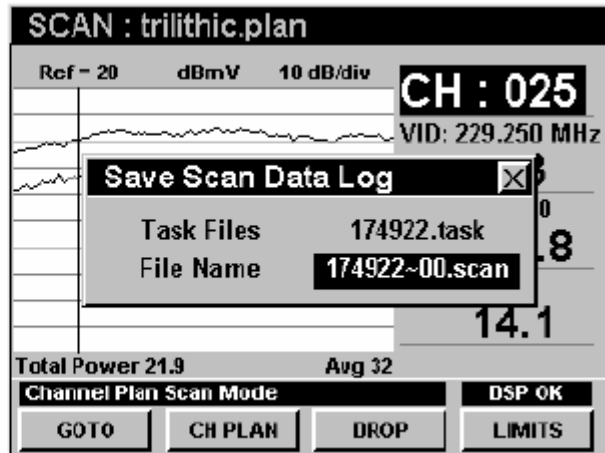 SCAN : trilithic.plan
Ref = 20 dBmV 10 dB/div
CH : 025
VID: 229.250 MHz
Save Scan Data Log
Task Files 174922.task
File Name 174922~00.scan
.8
14.1
Total Power 21.9 Avg 32
Channel Plan Scan Mode DSP OK
GOTO CH PLAN DROP LIMITS